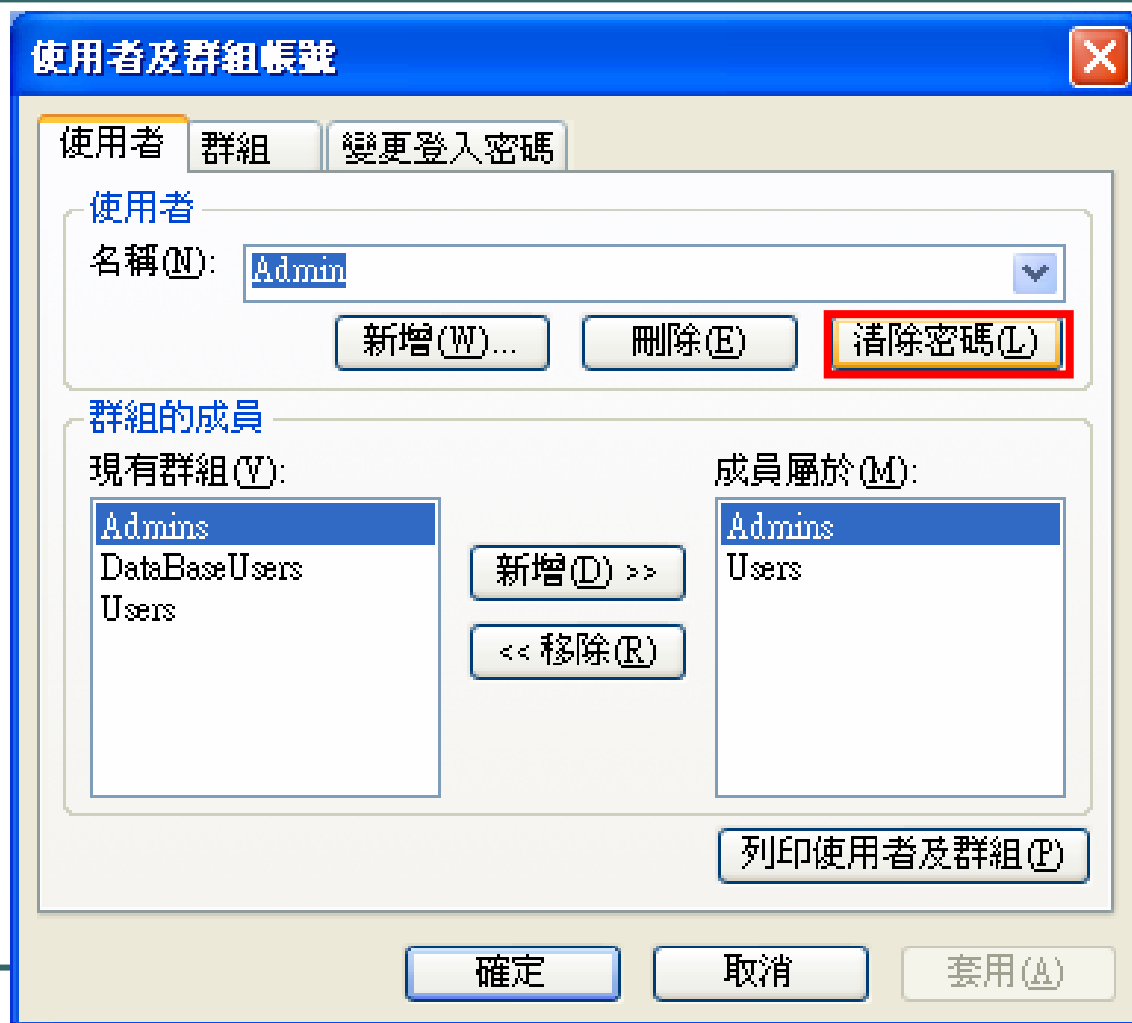 使用者及群組帳號
使用者 群組 變更登入密碼
使用者
名稱(N): Admin
新增(W)... 刪除(E) 清除密碼(L)
群組的成員
現有群組(Y): 成員屬於(M):
Admins Admins
DataBaseUsers 新增(D) >> Users
Users
<< 移除(R)
列印使用者及群組(P)
確定 取消 套用(A)